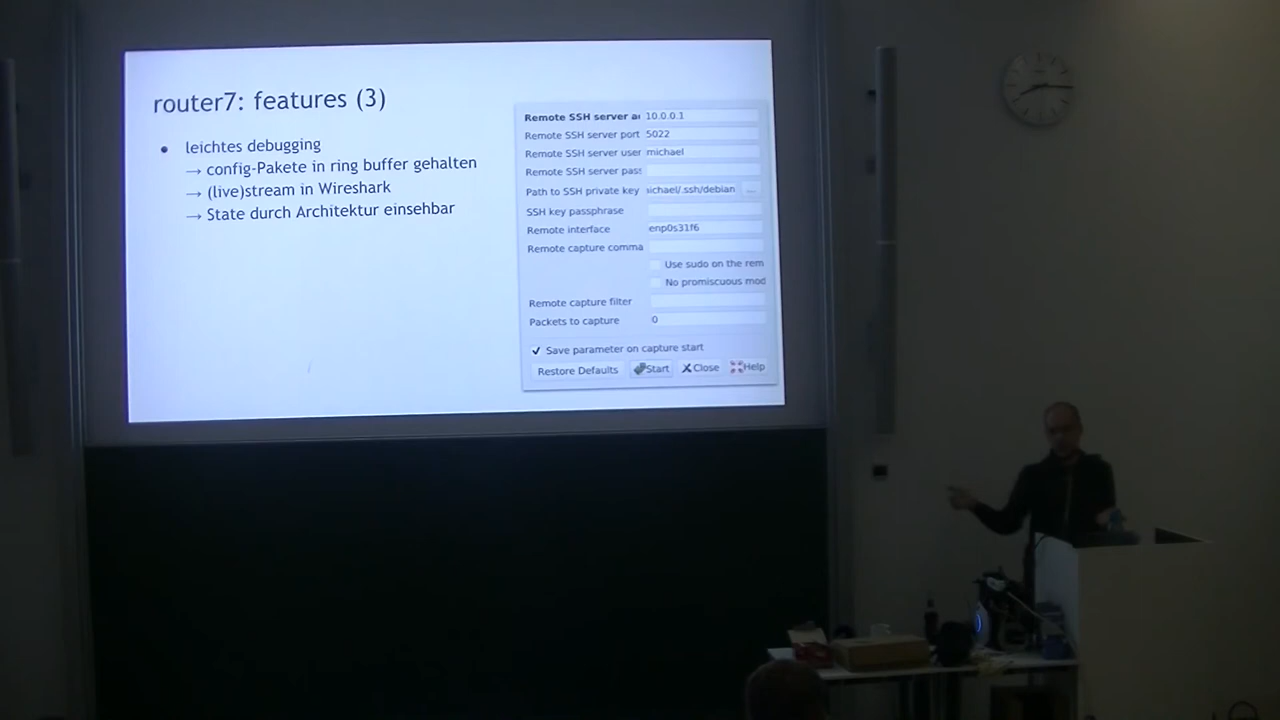 router7: features (3)
• leichtes debugging
→ config-Pakete in ring buffer gehalten
→ (live)stream in Wireshark
→ State durch Architektur einsehbar
Remote SSH server a 10.0.0.1
Remote SSH server port 5022
Remote SSH server user michael
Remote SSH server pas
Path to SSH private key ichael/.ssh/debian ...
SSH key passphrase
Remote interface enp0s31f6
Remote capture comma
Use sudo on the rem
No promiscuous mod
Remote capture filter
Packets to capture 0
✓ Save parameter on capture start
Restore Defaults Start Close Help